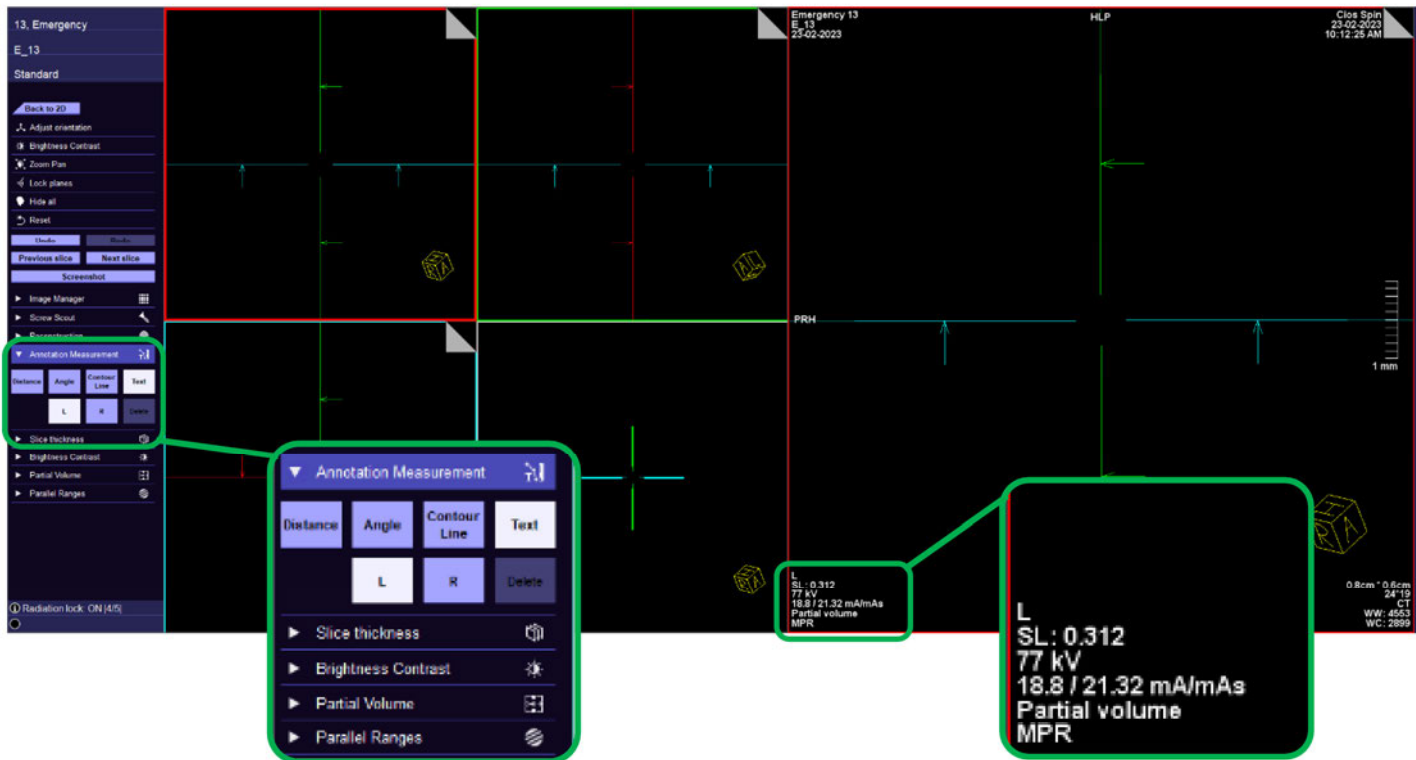 13, Emergency
E_13
Standard
Back to 2D
Adjust orientation
Brightness Contrast
Zoom Pan
Lock planes
Hide all
Reset
Undo Redo
Previous slice Next slice
Screenshot
Image Manager
Screw Scout
Reconstruction
Annotation Measurement
Distance Angle Contour Line Text
L R Delete
Slice thickness
Brightness Contrast
Partial Volume
Parallel Ranges
Radiation lock: ON |4/5|
Emergency 13
E_13
23-02-2023
HLP
Cios Spin
23-02-2023
10:12:25 AM
PRH
1 mm
L
SL: 0.312
77 kV
18.8 / 21.32 mA/mAs
Partial volume
MPR
0.8cm * 0.6cm
24*19
CT
WW: 4553
WC: 2899
Annotation Measurement
Distance Angle Contour Line Text
L R Delete
Slice thickness
Brightness Contrast
Partial Volume
Parallel Ranges
L
SL: 0.312
77 kV
18.8 / 21.32 mA/mAs
Partial volume
MPR